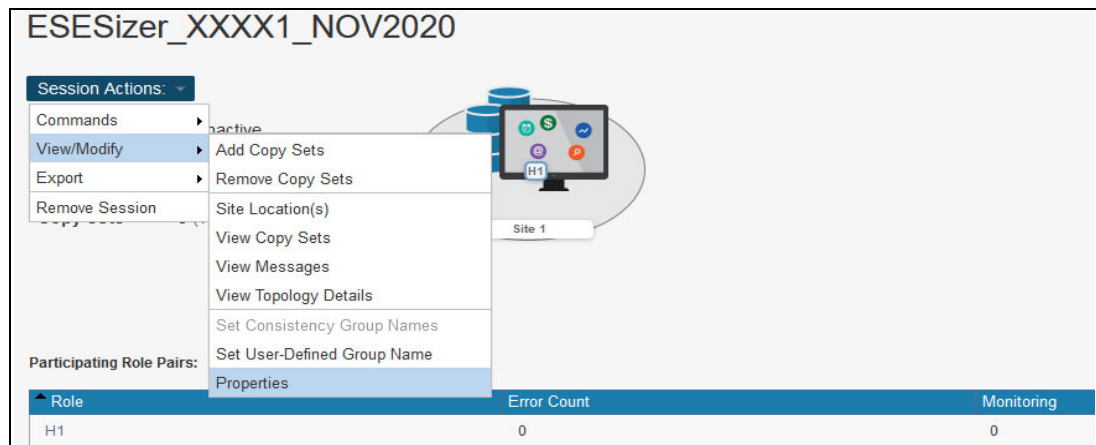 ESESizer_XXXX1_NOV2020
Session Actions:
Commands
View/Modify
Export
Remove Session
Add Copy Sets
Remove Copy Sets
Site Location(s)
View Copy Sets
View Messages
View Topology Details
Set Consistency Group Names
Set User-Defined Group Name
Properties
H1
Site 1
Participating Role Pairs:
Role Error Count Monitoring
H1 0 0